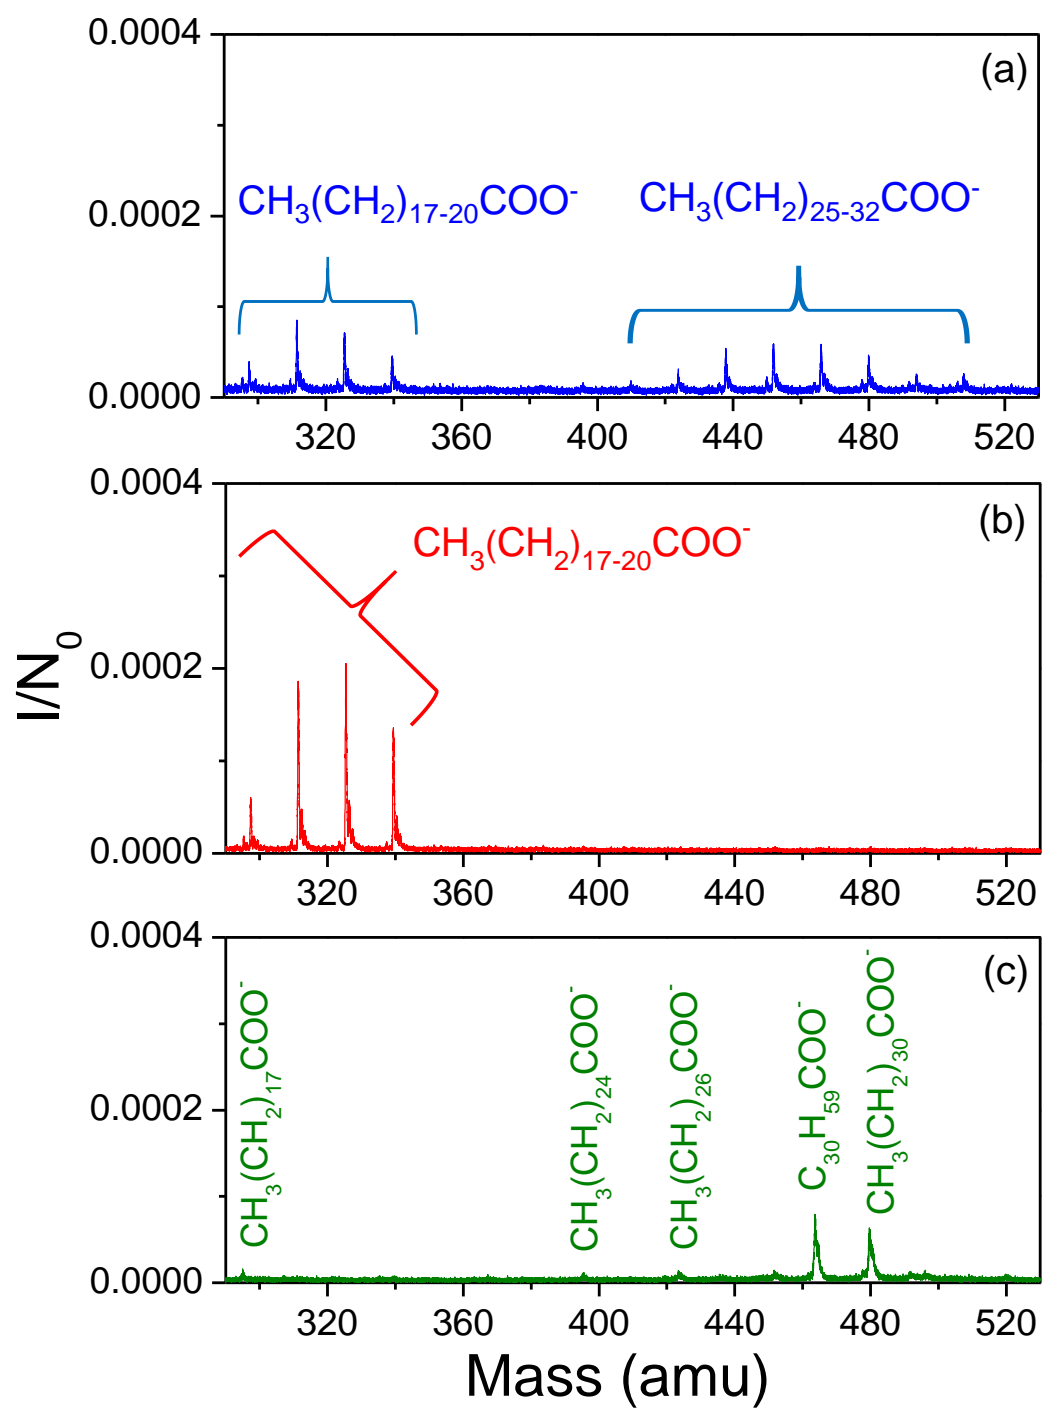 0.0004
(a)
CH₃(CH₂)₁₇₋₂₀COO⁻
CH₃(CH₂)₂₅₋₃₂COO⁻
0.0002
0.0000
320 360 400 440 480 520
0.0004
(b)
CH₃(CH₂)₁₇₋₂₀COO⁻
0.0002
0.0000
320 360 400 440 480 520
I/N₀
0.0004
(c)
CH₃(CH₂)₁₇COO⁻
CH₃(CH₂)₂₄COO⁻
CH₃(CH₂)₂₆COO⁻
C₃₀H₅₉COO⁻
CH₃(CH₂)₃₀COO⁻
0.0002
0.0000
320 360 400 440 480 520
Mass (amu)